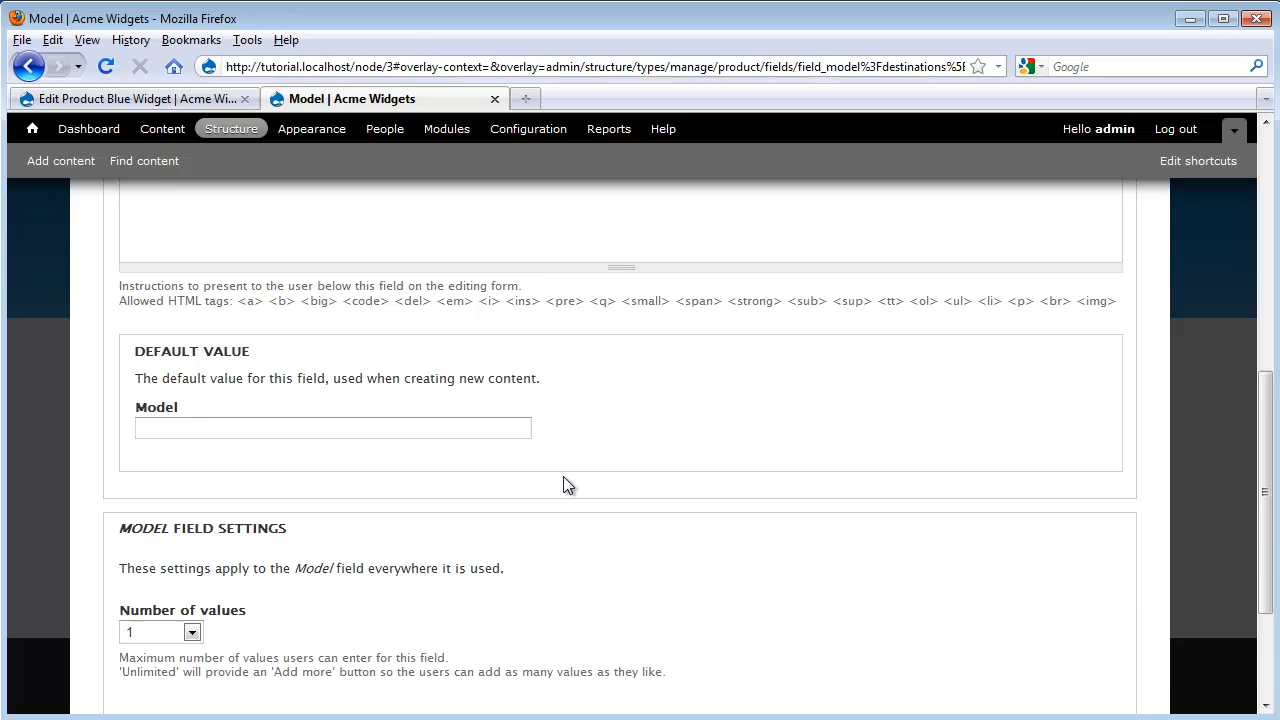 Model | Acme Widgets - Mozilla Firefox
File Edit View History Bookmarks Tools Help
http://tutorial.localhost/node/3#overlay-context=&overlay=admin/structure/types/manage/product/fields/field_model%3Fdestinations%5E
Google
Edit Product Blue Widget | Acme Wi...
Model | Acme Widgets
Dashboard Content Structure Appearance People Modules Configuration Reports Help
Hello admin Log out
Add content Find content
Edit shortcuts
Instructions to present to the user below this field on the editing form.
Allowed HTML tags: <a> <b> <big> <code> <del> <em> <i> <ins> <pre> <q> <small> <span> <strong> <sub> <sup> <tt> <ol> <ul> <li> <p> <br> <img>
DEFAULT VALUE
The default value for this field, used when creating new content.
Model
MODEL FIELD SETTINGS
These settings apply to the Model field everywhere it is used.
Number of values
1
Maximum number of values users can enter for this field.
'Unlimited' will provide an 'Add more' button so the users can add as many values as they like.